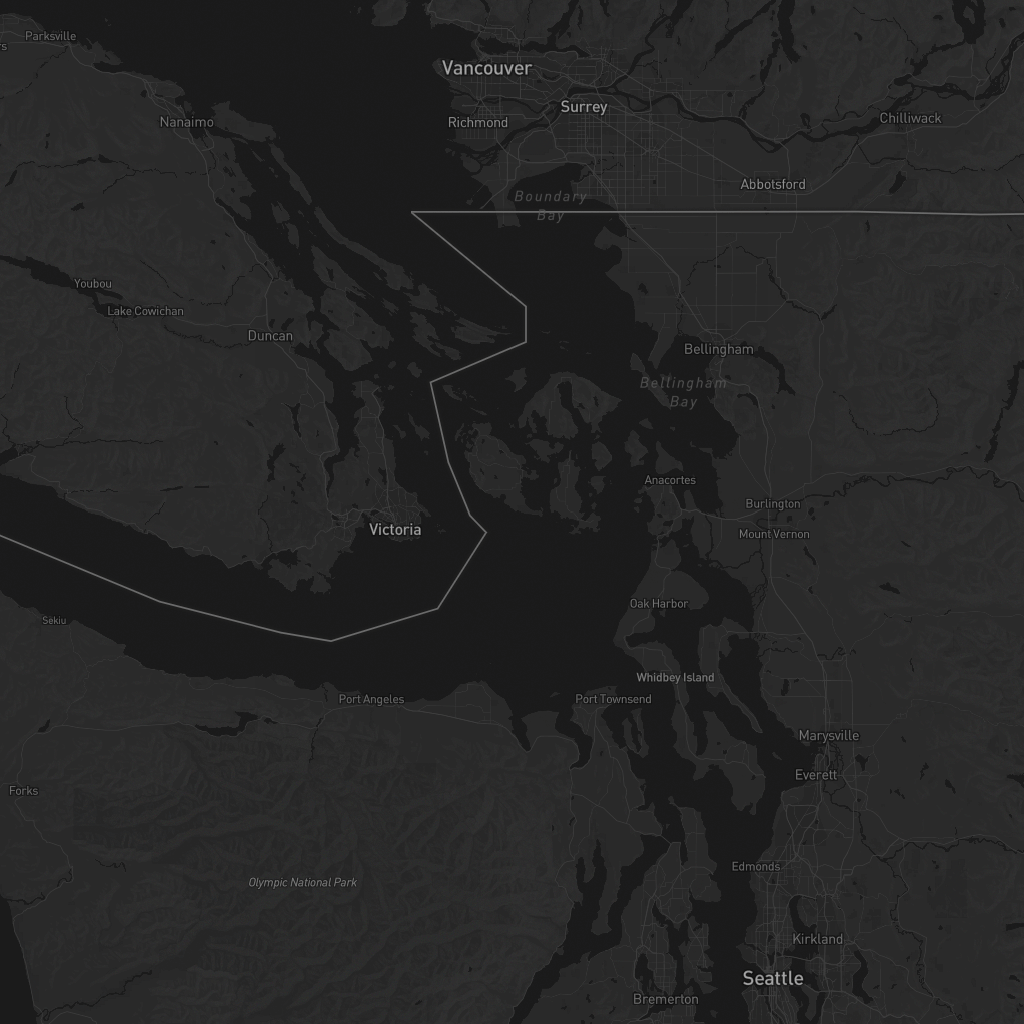 Parksville
Vancouver
Surrey
Nanaimo
Richmond
Chilliwack
Abbotsford
Boundary
Bay
Youbou
Lake Cowichan
Duncan
Bellingham
Bellingham
Bay
Anacortes
Burlington
Victoria
Mount Vernon
Oak Harbor
Sekiu
Whidbey Island
Port Angeles
Port Townsend
Marysville
Everett
Forks
Edmonds
Olympic National Park
Kirkland
Seattle
Bremerton